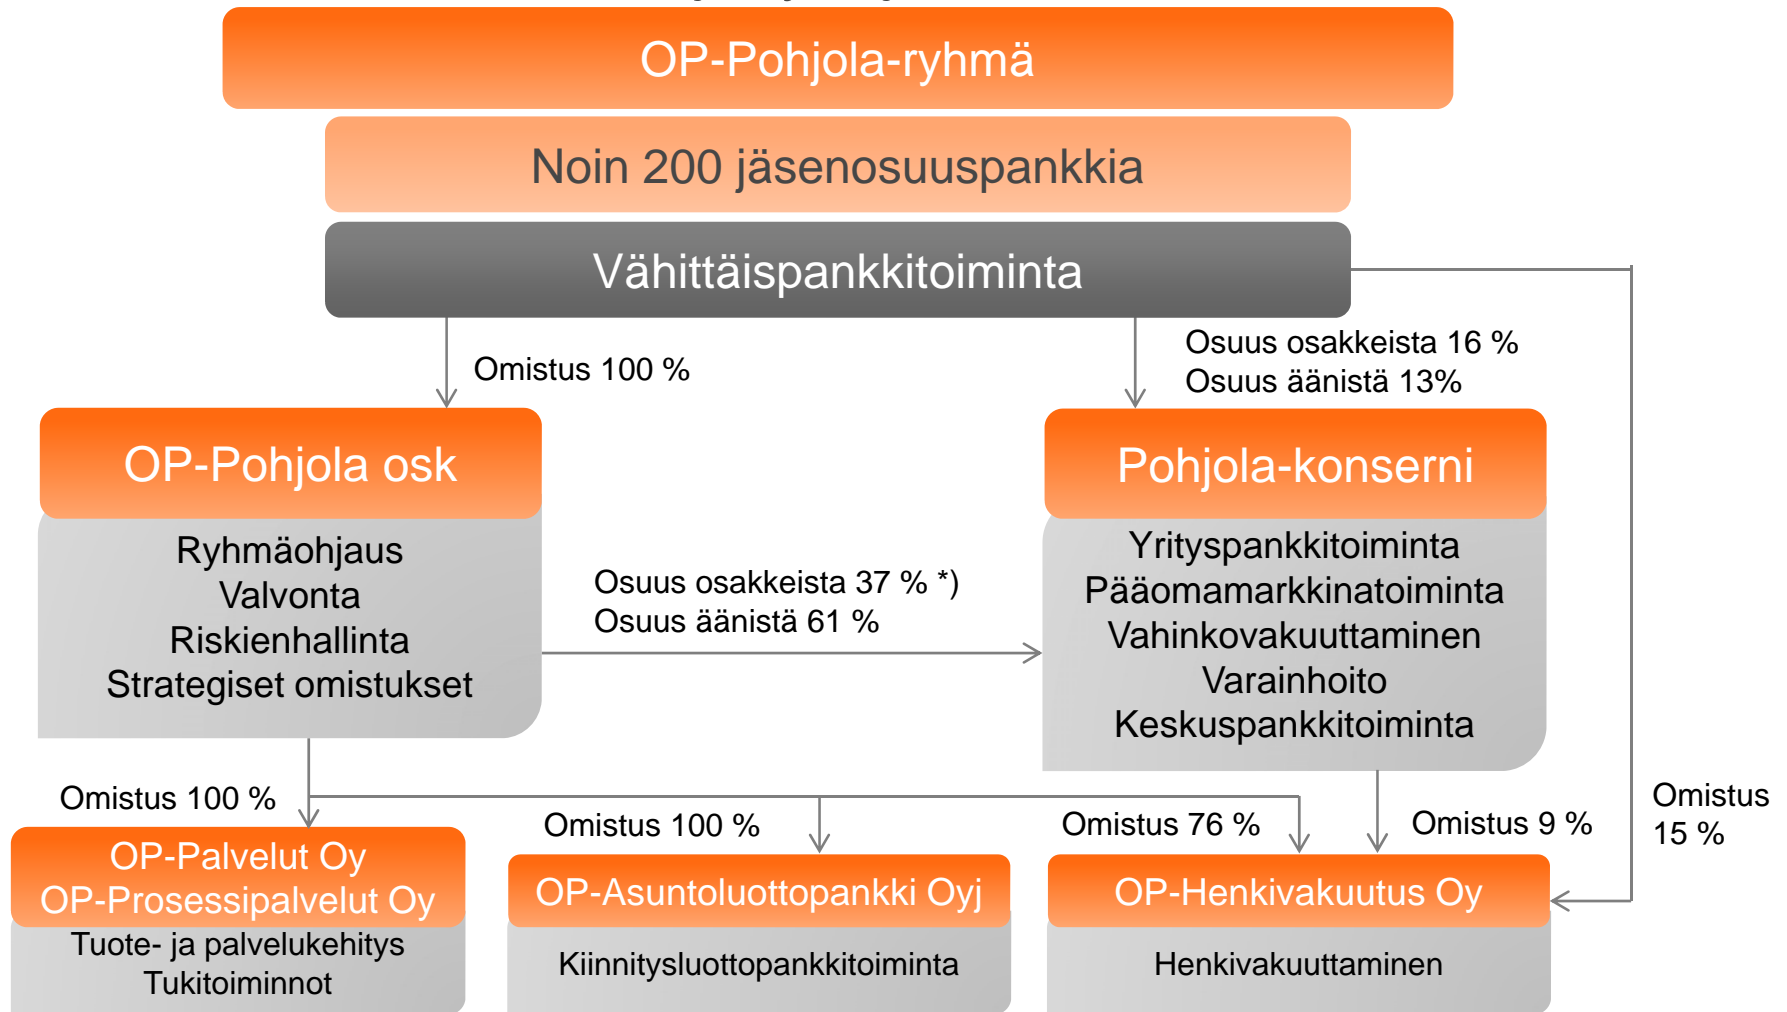 OP-Pohjola-ryhmä
Noin 200 jäsenosuuspankkia
Vähittäispankkitoiminta
Omistus 100 %
Osuus osakkeista 16 %
Osuus äänistä 13%
OP-Pohjola osk
Ryhmäohjaus
Valvonta
Riskienhallinta
Strategiset omistukset
Osuus osakkeista 37 % *)
Osuus äänistä 61 %
Pohjola-konserni
Yrityspankkitoiminta
Pääomamarkkinatoiminta
Vahinkovakuuttaminen
Varainhoito
Keskuspankkitoiminta
Omistus 100 %
Omistus 100 %
Omistus 76 %
Omistus 9 %
Omistus
15 %
OP-Palvelut Oy
OP-Prosessipalvelut Oy
Tuote- ja palvelukehitys
Tukitoiminnot
OP-Asuntoluottopankki Oyj
Kiinnitysluottopankkitoiminta
OP-Henkivakuutus Oy
Henkivakuuttaminen